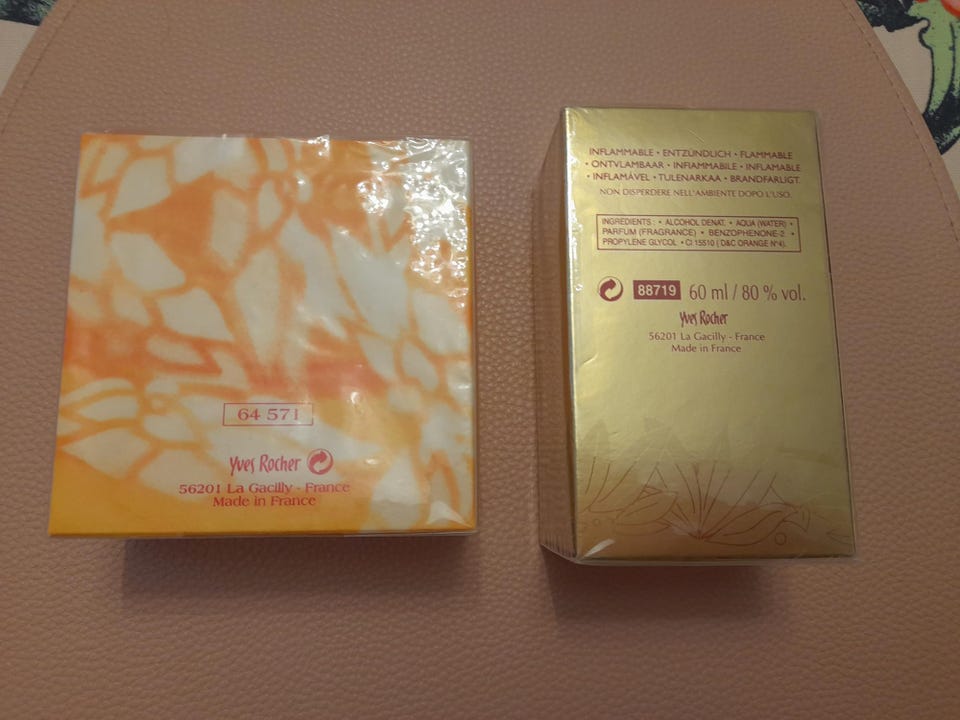 64 571
Yves Rocher
56201 La Gacilly - France
Made in France
INFLAMMABLE • ENTZÜNDLICH • FLAMMABLE
• ONTVLAMBAAR • INFIAMMABILE • INFLAMABLE
• INFLAMÁVEL • TULENARKAA • BRANDFARLIGT.
NON DISPERDERE NELL'AMBIENTE DOPO L'USO.
INGREDIENTS : • ALCOHOL DENAT. • AQUA (WATER) •
PARFUM (FRAGRANCE) • BENZOPHENONE-2 •
PROPYLENE GLYCOL • CI 15510 ( D&C ORANGE N°4).
88719 60 ml / 80 % vol.
Yves Rocher
56201 La Gacilly - France
Made in France